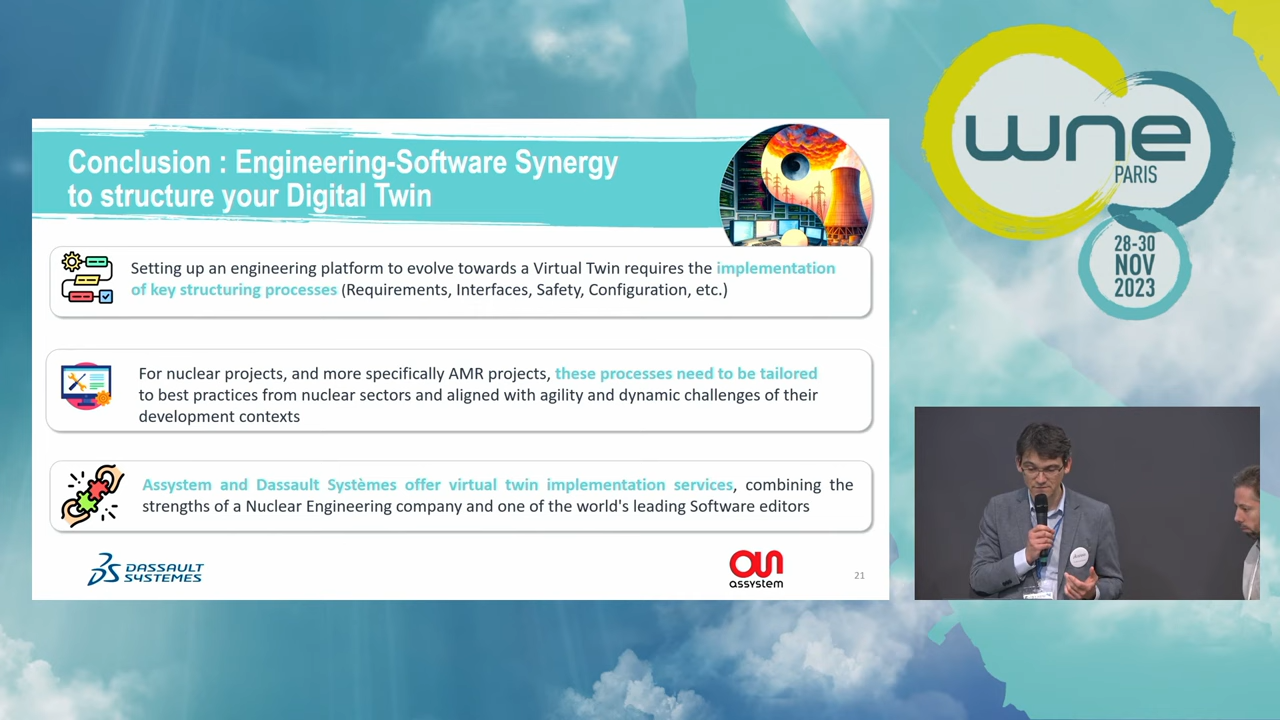 Conclusion : Engineering-Software Synergy
to structure your Digital Twin
Setting up an engineering platform to evolve towards a Virtual Twin requires the implementation
of key structuring processes (Requirements, Interfaces, Safety, Configuration, etc.)
For nuclear projects, and more specifically AMR projects, these processes need to be tailored
to best practices from nuclear sectors and aligned with agility and dynamic challenges of their
development contexts
Assystem and Dassault Systèmes offer virtual twin implementation services, combining the
strengths of a Nuclear Engineering company and one of the world's leading Software editors
DASSAULT
SYSTEMES
assystem
21
wne
PARIS
28-30
NOV
2023